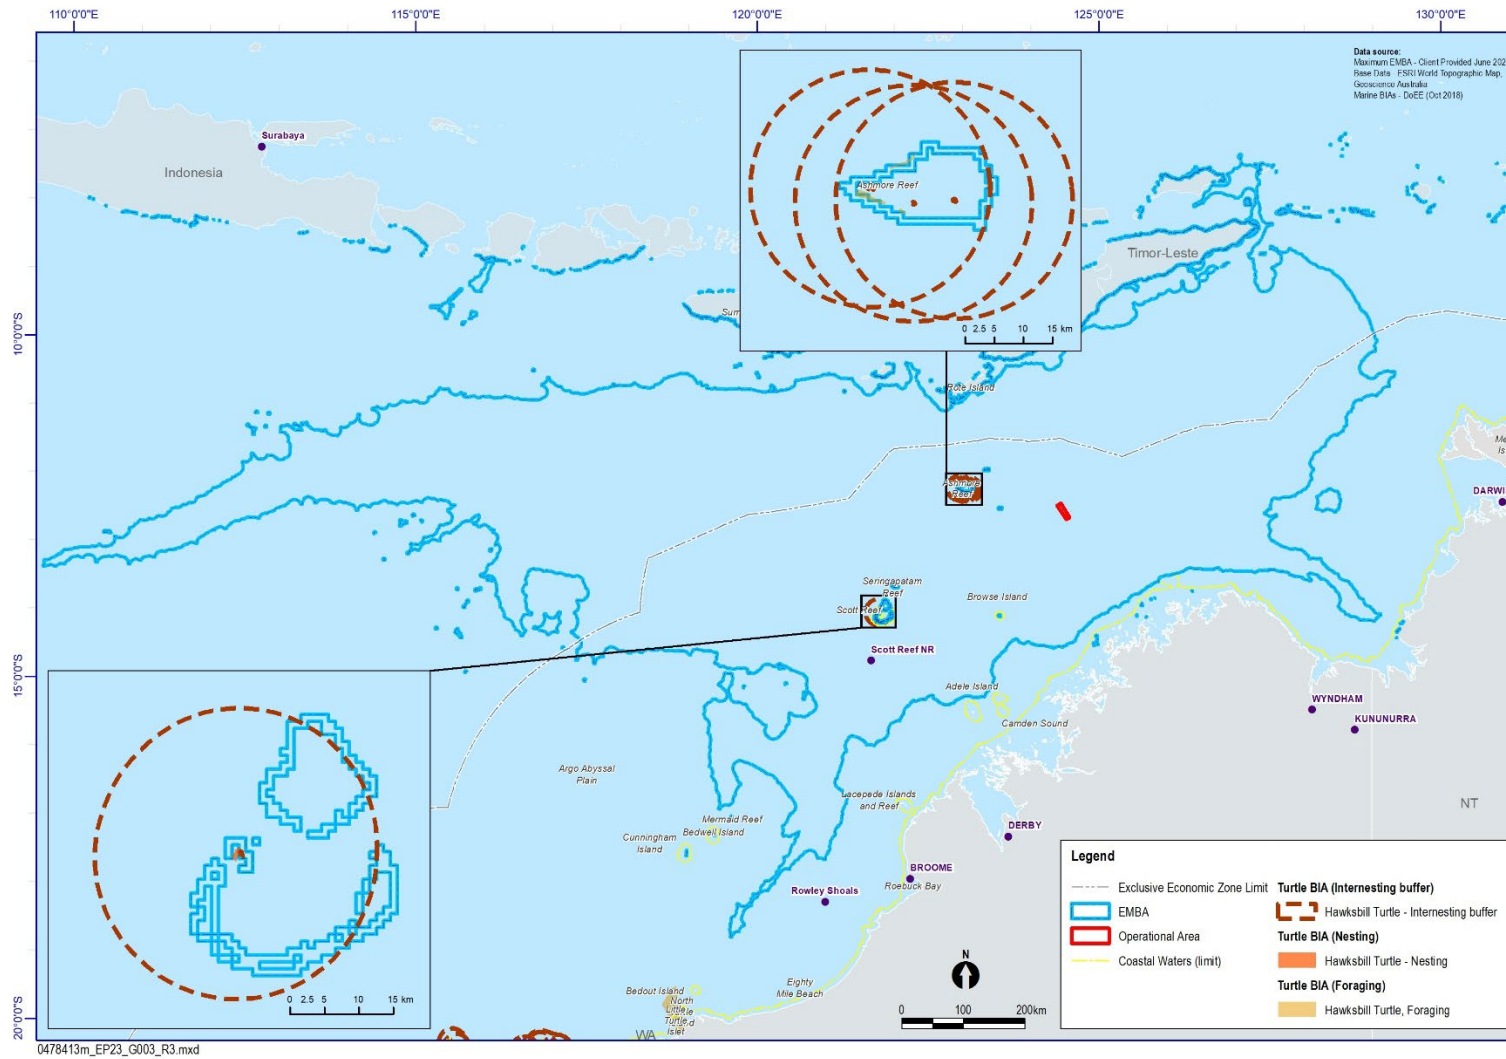 110°0'0"E
115°0'0"E
120°0'0"E
125°0'0"E
130°0'0"E
Data source:
Maximum EMBA - Client Provided June 202
Base Data - ESRI World Topographic Map,
Geoscience Australia
Marine BIAs - DoEE (Oct 2018)
Surabaya
Indonesia
Ashmore Reef
Timor-Leste
Sum
0 2.5 5 10 15 km
10°0'0"S
Rote Island
Me
Is
Ashmore
Reef
DARWI
Seringapatam
Reef
Browse Island
Scott Reef
Scott Reef NR
15°0'0"S
Adele Island
WYNDHAM
Camden Sound
KUNUNURRA
Argo Abyssal
Plain
Lacepede Islands
and Reef
NT
Mermaid Reef
Bedwell Island
Cunningham
Island
DERBY
BROOME
Roebuck Bay
Rowley Shoals
Legend
Exclusive Economic Zone Limit
EMBA
Operational Area
Coastal Waters (limit)
Turtle BIA (Internesting buffer)
Hawksbill Turtle - Internesting buffer
Turtle BIA (Nesting)
Hawksbill Turtle - Nesting
Turtle BIA (Foraging)
Hawksbill Turtle, Foraging
N
0 100 200km
0 2.5 5 10 15 km
Eighty
Mile Beach
Bedout Island
North
Turtle
Islet
20°0'0"S
WA
0478413m_EP23_G003_R3.mxd